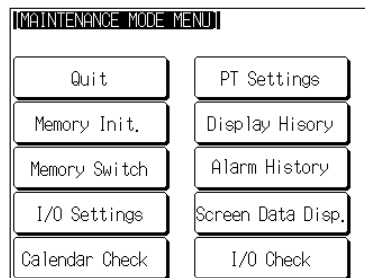 [MAINTENANCE MODE MENU]
Quit
PT Settings
Memory Init.
Display Hisory
Memory Switch
Alarm History
I/O Settings
Screen Data Disp.
Calendar Check
I/O Check